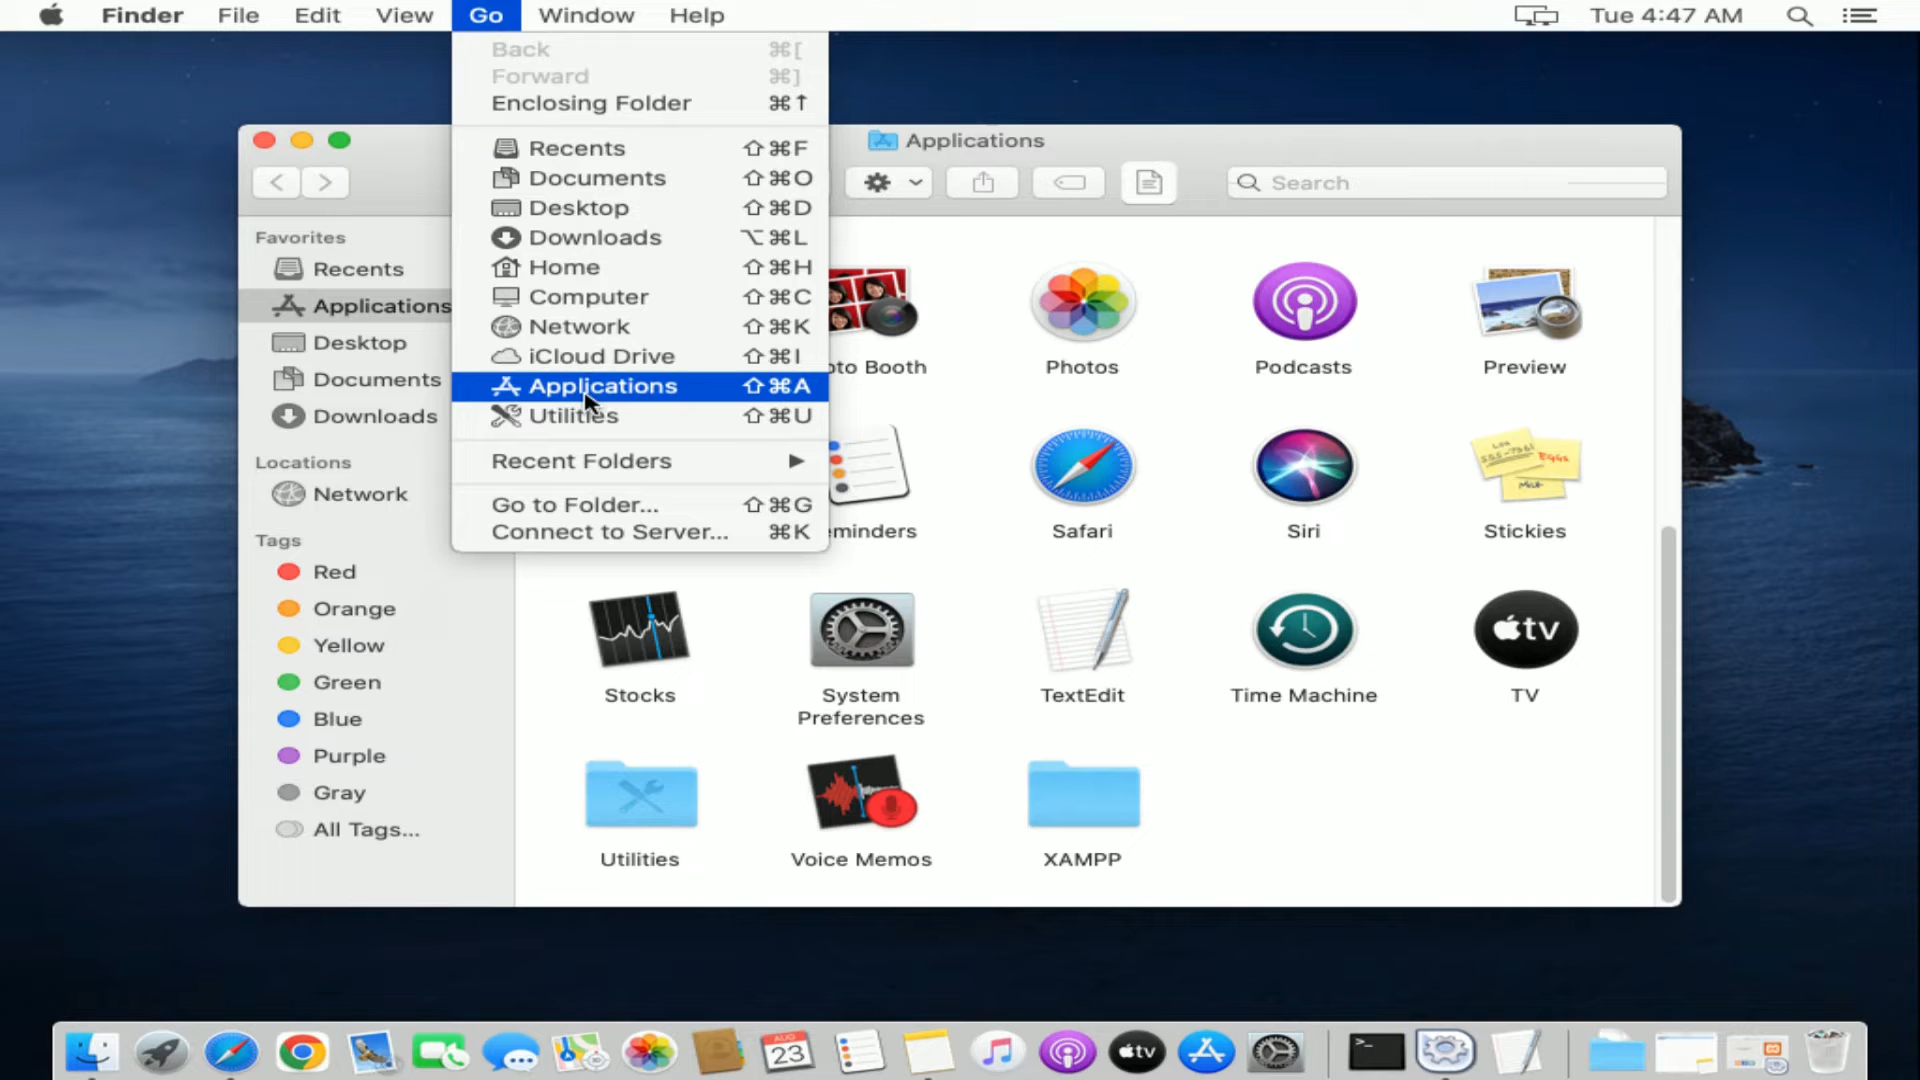 Finder File Edit View Go Window Help Tue 4:47 AM
Back ⌘[
Forward ⌘]
Enclosing Folder ⌘↑
Recents ⇧⌘F
Documents ⇧⌘O
Desktop ⇧⌘D
Downloads ⌥⌘L
Home ⇧⌘H
Computer ⇧⌘C
Network ⇧⌘K
iCloud Drive ⇧⌘I
Applications ⇧⌘A
Utilities ⇧⌘U
Recent Folders ▶
Go to Folder... ⇧⌘G
Connect to Server... ⌘K
Applications
Search
Favorites
Recents
Applications
Desktop
Documents
Downloads
Locations
Network
Tags
Red
Orange
Yellow
Green
Blue
Purple
Gray
All Tags...
oto Booth Photos Podcasts Preview
eminders Safari Siri Stickies
Stocks System Preferences TextEdit Time Machine tv TV
Utilities Voice Memos XAMPP
AUG
23
tv
>_